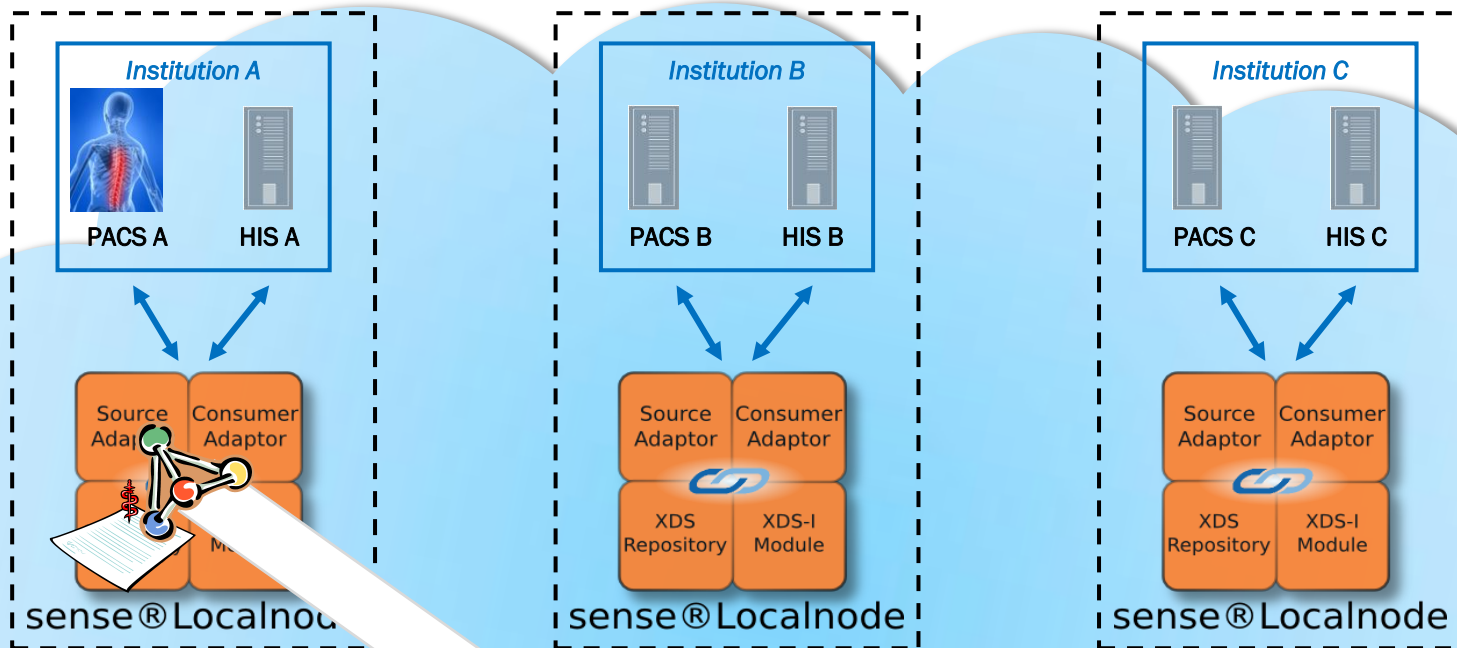 Institution A
PACS A
HIS A
Source
Consumer
Adaptor
sense®Localnod
Institution B
PACS B
HIS B
Source
Adaptor
Consumer
Adaptor
XDS
Repository
XDS-I
Module
sense®Localnode
Institution C
PACS C
HIS C
Source
Adaptor
Consumer
Adaptor
XDS
Repository
XDS-I
Module
sense®Localnode